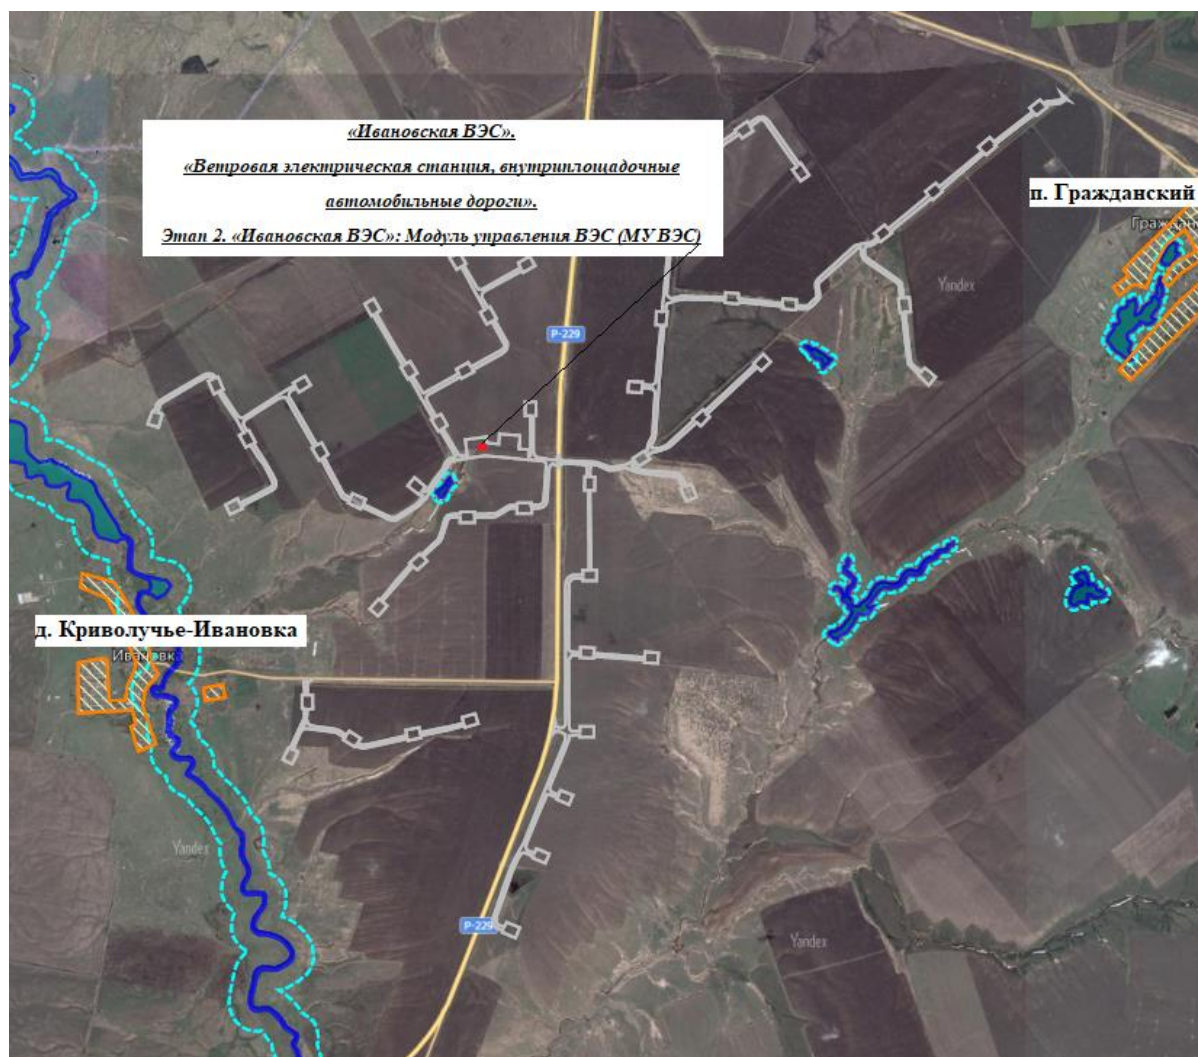 «Ивановская ВЭС».
«Ветровая электрическая станция, внутриплощадочные
автомобильные дороги».
Этап 2. «Ивановская ВЭС»: Модуль управления ВЭС (МУ ВЭС)
п. Гражданский
Yandex
Р-229
д. Криволучье-Ивановка
Ивановка
Yandex
Р-229
Yandex